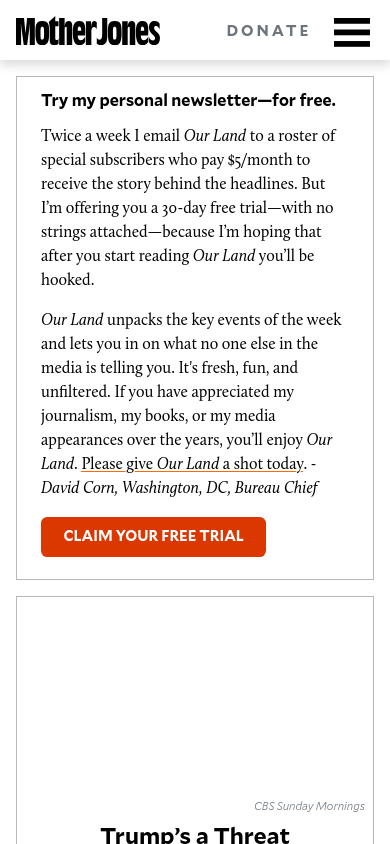 Mother Jones
DONATE
Try my personal newsletter—for free.
Twice a week I email Our Land to a roster of
special subscribers who pay $5/month to
receive the story behind the headlines. But
I’m offering you a 30-day free trial—with no
strings attached—because I’m hoping that
after you start reading Our Land you’ll be
hooked.
Our Land unpacks the key events of the week
and lets you in on what no one else in the
media is telling you. It's fresh, fun, and
unfiltered. If you have appreciated my
journalism, my books, or my media
appearances over the years, you’ll enjoy Our
Land. Please give Our Land a shot today. -
David Corn, Washington, DC, Bureau Chief
CLAIM YOUR FREE TRIAL
CBS Sunday Mornings
Trump’s a Threat